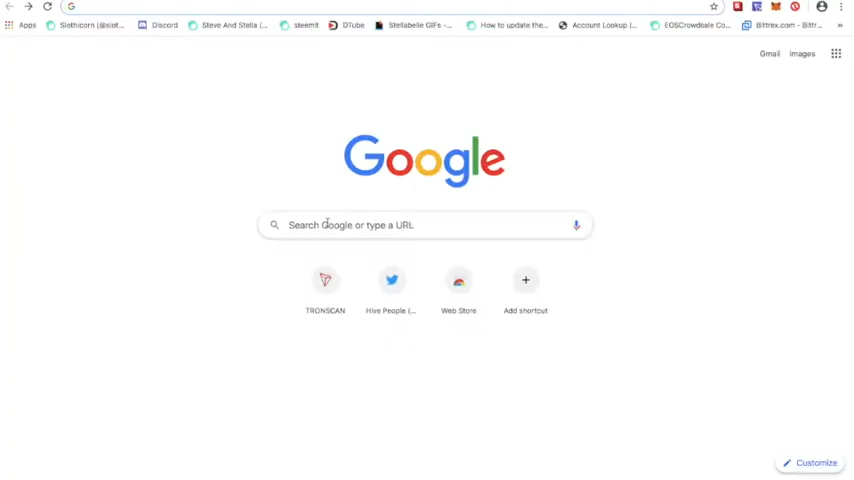 Apps Slothicorn (@slot... Discord Steve And Stella (... steemit DTube Stellabelle GIFs -... How to update the... Account Lookup |... EOSCrowdsale Co... Bittrex.com - Bittr... »
Gmail Images
Google
Search Google or type a URL
TRONSCAN Hive People (... Web Store Add shortcut
Customize